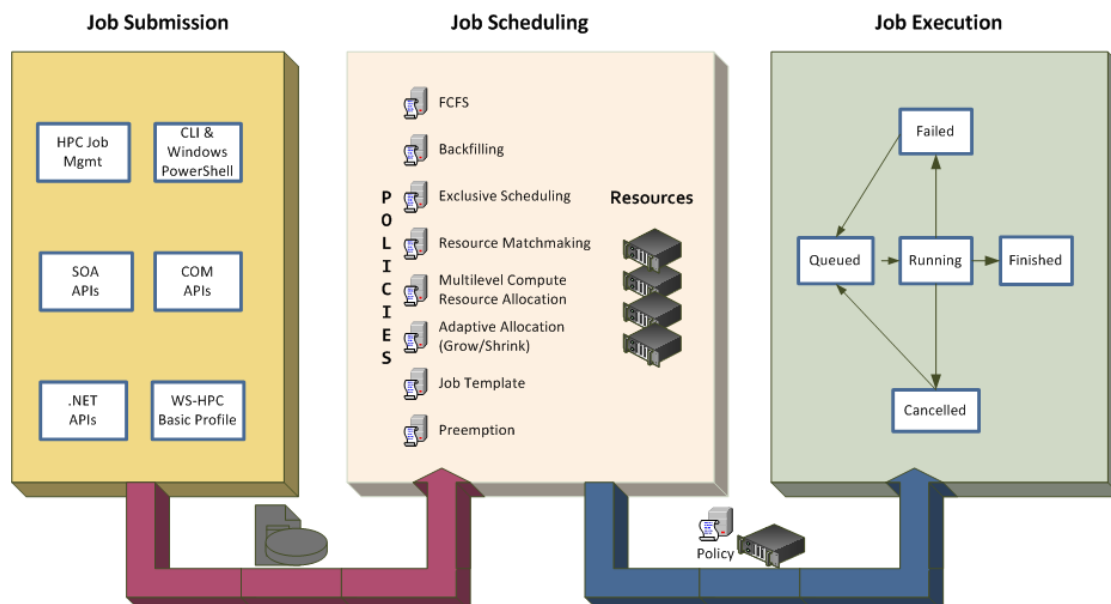 Job Submission
Job Scheduling
Job Execution
HPC Job
Mgmt
CLI &
Windows
PowerShell
SOA
APIs
COM
APIs
.NET
APIs
WS-HPC
Basic Profile
POLICIES
FCFS
Backfilling
Exclusive Scheduling
Resource Matchmaking
Multilevel Compute
Resource Allocation
Adaptive Allocation
(Grow/Shrink)
Job Template
Preemption
Resources
Failed
Queued
Running
Finished
Cancelled
Policy